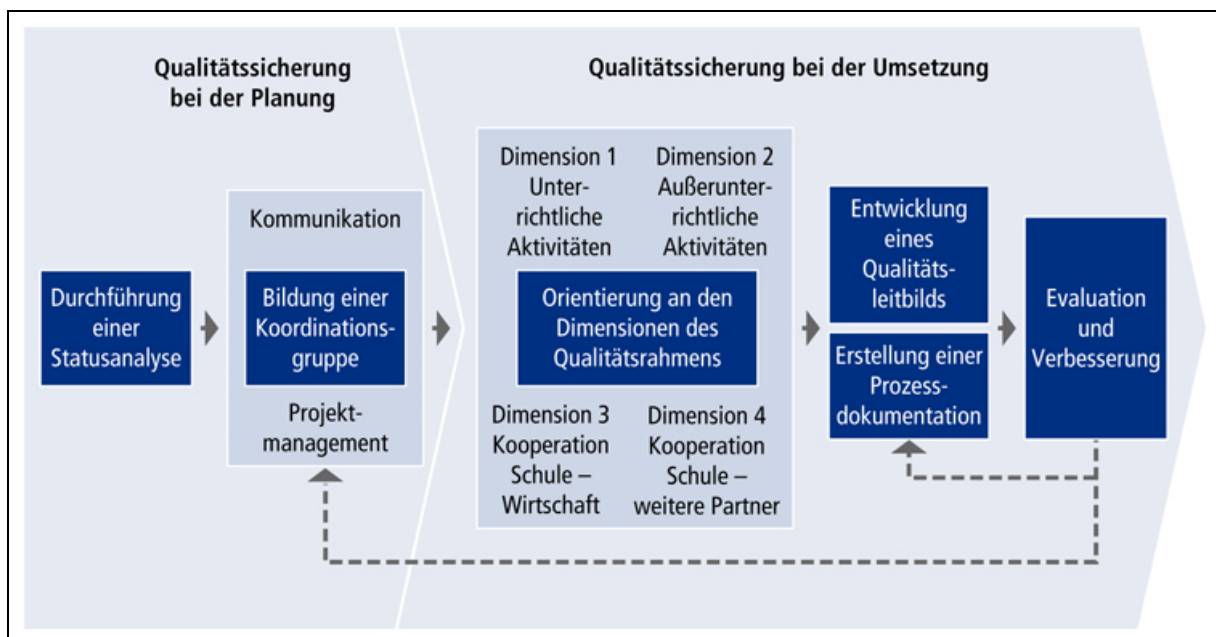 Qualitätssicherung
bei der Planung
Qualitätssicherung bei der Umsetzung
Durchführung
einer
Statusanalyse
Kommunikation
Bildung einer
Koordinations-
gruppe
Projekt-
management
Dimension 1
Unter-
richtliche
Aktivitäten
Dimension 2
Außerunter-
richtliche
Aktivitäten
Orientierung an den
Dimensionen des
Qualitätsrahmens
Dimension 3
Kooperation
Schule –
Wirtschaft
Dimension 4
Kooperation
Schule –
weitere Partner
Entwicklung
eines
Qualitäts-
leitbilds
Erstellung einer
Prozess-
dokumentation
Evaluation
und
Verbesserung